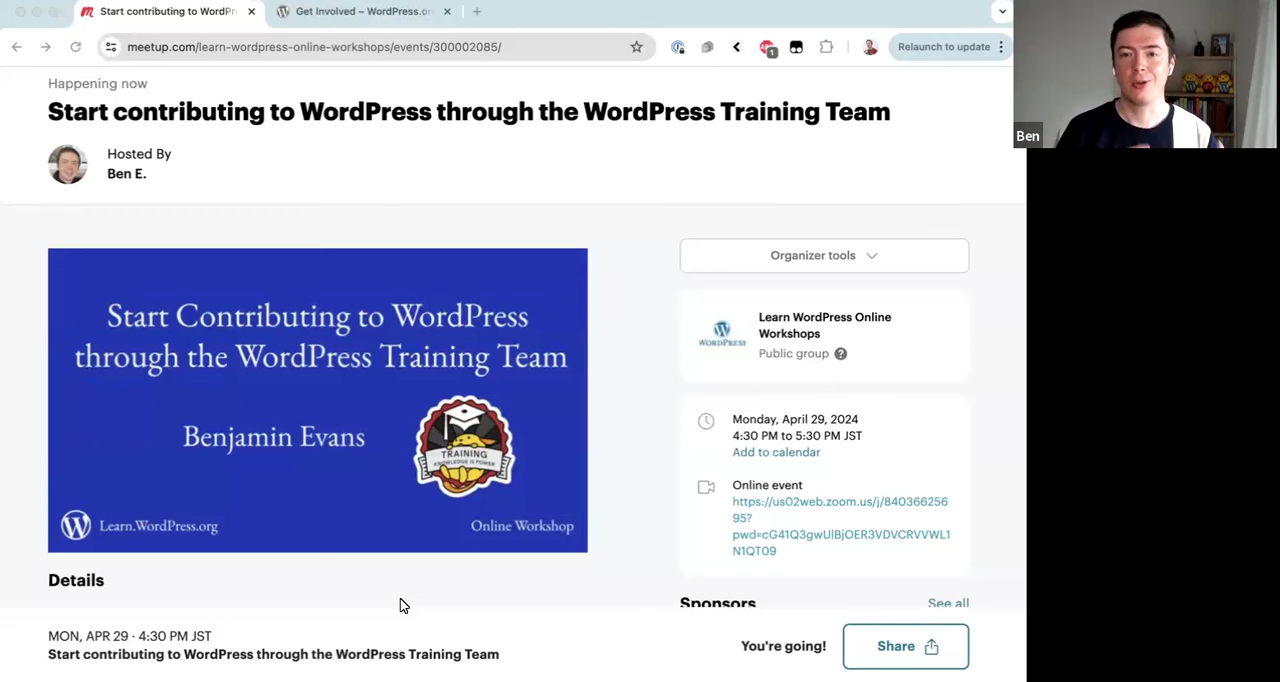 Start contributing to WordPr
Get Involved – WordPress.or
meetup.com/learn-wordpress-online-workshops/events/300002085/
1
Relaunch to update
Happening now
Start contributing to WordPress through the WordPress Training Team
Hosted By
Ben E.
Ben
Start Contributing to WordPress
through the WordPress Training Team
Benjamin Evans
TRAINING
KNOWLEDGE IS POWER
Learn.WordPress.org
Online Workshop
Organizer tools
WORDPRESS
Learn WordPress Online
Workshops
Public group
Monday, April 29, 2024
4:30 PM to 5:30 PM JST
Add to calendar
Online event
https://us02web.zoom.us/j/840366256
95?
pwd=cG41Q3gwUlBjOER3VDVCRVVWL1
N1QT09
Details
Sponsors
See all
MON, APR 29 · 4:30 PM JST
Start contributing to WordPress through the WordPress Training Team
You're going!
Share